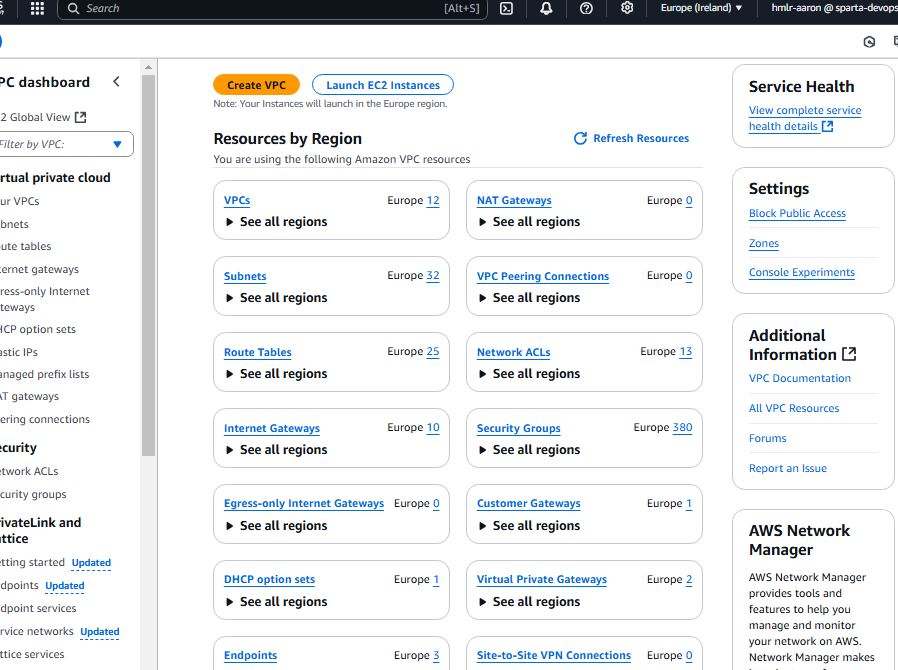 Search
[Alt+S]
Europe (Ireland)
hmlr-aaron @ sparta-devops
PC dashboard
2 Global View
Filter by VPC:
rtual private cloud
ur VPCs
bnets
ute tables
ternet gateways
ress-only Internet
teways
HCP option sets
astic IPs
anaged prefix lists
AT gateways
ering connections
ecurity
etwork ACLs
curity groups
rivateLink and
attice
tting started Updated
dpoints Updated
dpoint services
rvice networks Updated
ttice services
Create VPC
Launch EC2 Instances
Note: Your Instances will launch in the Europe region.
Resources by Region
Refresh Resources
You are using the following Amazon VPC resources
VPCs Europe 12
See all regions
NAT Gateways Europe 0
See all regions
Subnets Europe 32
See all regions
VPC Peering Connections Europe 0
See all regions
Route Tables Europe 25
See all regions
Network ACLs Europe 13
See all regions
Internet Gateways Europe 10
See all regions
Security Groups Europe 380
See all regions
Egress-only Internet Gateways Europe 0
See all regions
Customer Gateways Europe 1
See all regions
DHCP option sets Europe 1
See all regions
Virtual Private Gateways Europe 2
See all regions
Endpoints Europe 3
Site-to-Site VPN Connections Europe 0
Service Health
View complete service
health details
Settings
Block Public Access
Zones
Console Experiments
Additional
Information
VPC Documentation
All VPC Resources
Forums
Report an Issue
AWS Network
Manager
AWS Network Manager
provides tools and
features to help you
manage and monitor
your network on AWS.
Network Manager makes